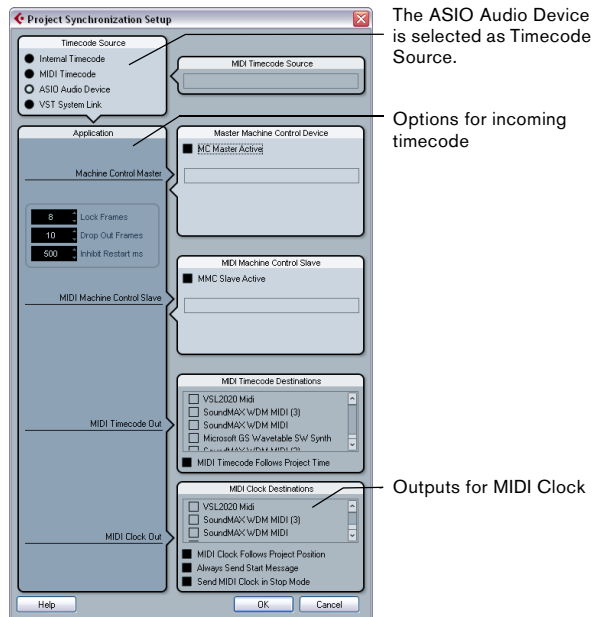 Project Synchronization Setup
The ASIO Audio Device
is selected as Timecode
Source.
Timecode Source
Internal Timecode
MIDI Timecode
ASIO Audio Device
VST System Link
MIDI Timecode Source
Options for incoming
timecode
Application
Machine Control Master
8 Lock Frames
10 Drop Out Frames
500 Inhibit Restart ms
MIDI Machine Control Slave
MIDI Timecode Out
MIDI Clock Out
Master Machine Control Device
MC Master Active
MIDI Machine Control Slave
MMC Slave Active
MIDI Timecode Destinations
VSL2020 Midi
SoundMAX WDM MIDI (3)
SoundMAX WDM MIDI
Microsoft GS Wavetable SW Synth
SoundMAX WDM MIDI (2)
MIDI Timecode Follows Project Time
MIDI Clock Destinations
VSL2020 Midi
SoundMAX WDM MIDI (3)
SoundMAX WDM MIDI
MIDI Clock Follows Project Position
Always Send Start Message
Send MIDI Clock in Stop Mode
Outputs for MIDI Clock
Help
OK
Cancel